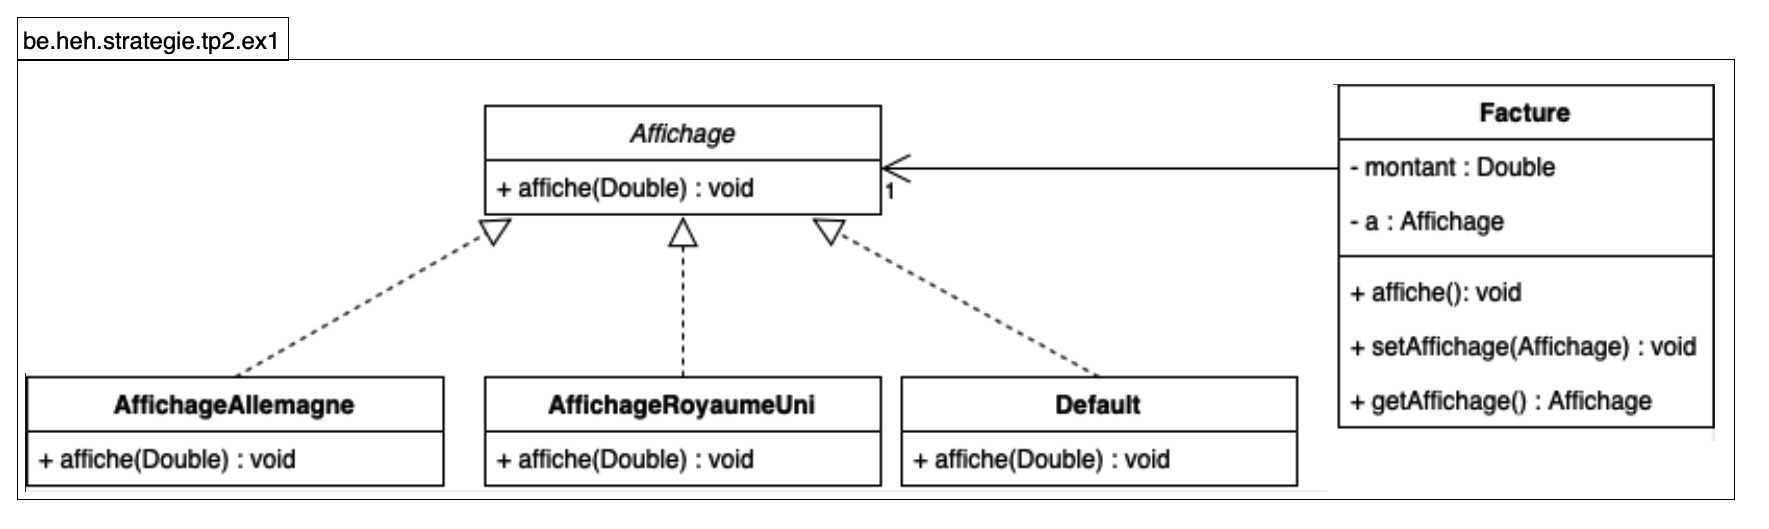 be.heh.strategie.tp2.ex1
Affichage
+ affiche(Double) : void
1
Facture
- montant : Double
- a : Affichage
+ affiche(): void
+ setAffichage(Affichage) : void
+ getAffichage() : Affichage
AffichageAllemagne
+ affiche(Double) : void
AffichageRoyaumeUni
+ affiche(Double) : void
Default
+ affiche(Double) : void